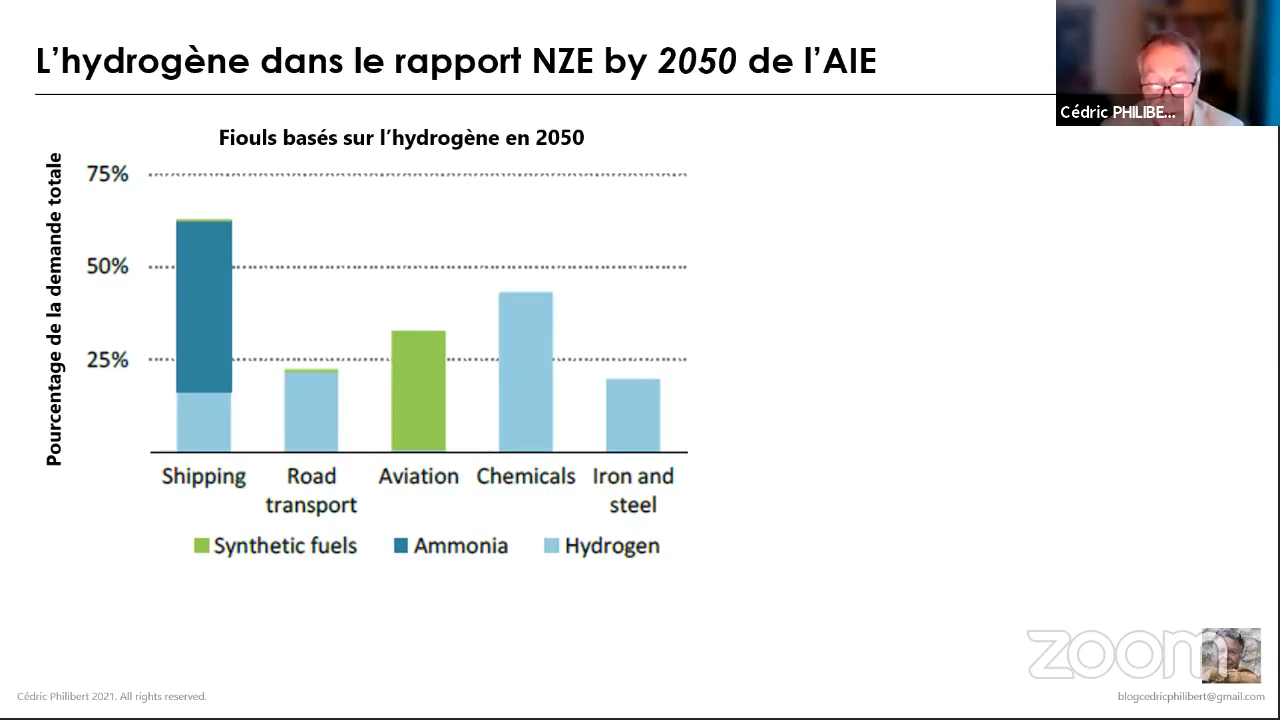 L’hydrogène dans le rapport NZE by 2050 de l’AIE
Cédric PHILIBE...
Fiouls basés sur l’hydrogène en 2050
Pourcentage de la demande totale
75%
50%
25%
Shipping
Road transport
Aviation
Chemicals
Iron and steel
Synthetic fuels
Ammonia
Hydrogen
zoom
Cédric Philibert 2021. All rights reserved.
blogcedricphilibert@gmail.com